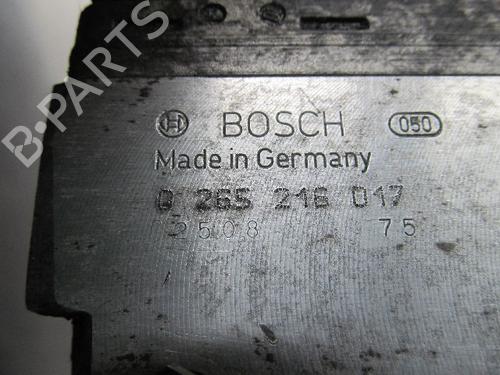 B-PARTS
BOSCH 050
Made in Germany
0 265 216 017
2508 75